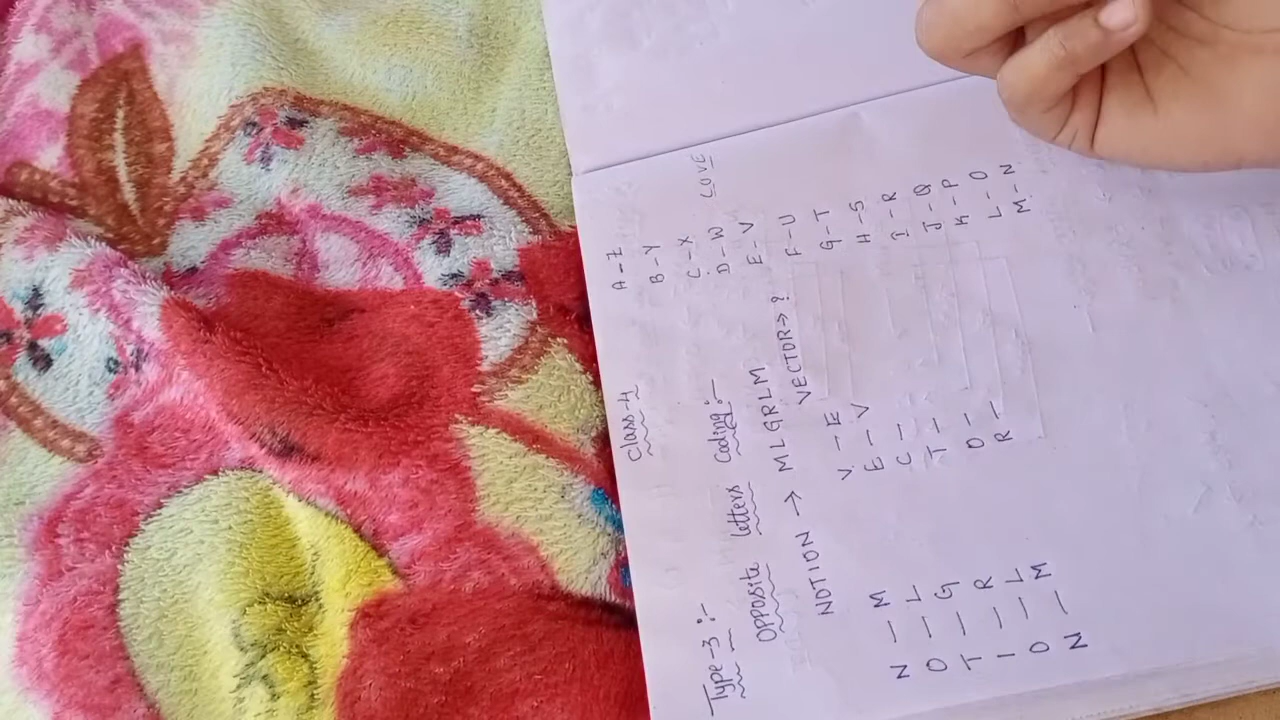 Class-4
Type-3 :-
Opposite letters Coding :-
NOTION → MLGRLM
VECTOR → ?
N — M
O — L
T — G
I — R
O — L
N — M
V — E
E — V
C —
T —
O —
R —
A-Z
B-Y
C-X
D-W
E-V
F-U
G-T
H-S
I-R
J-Q
K-P
L-O
M-N
LOVE